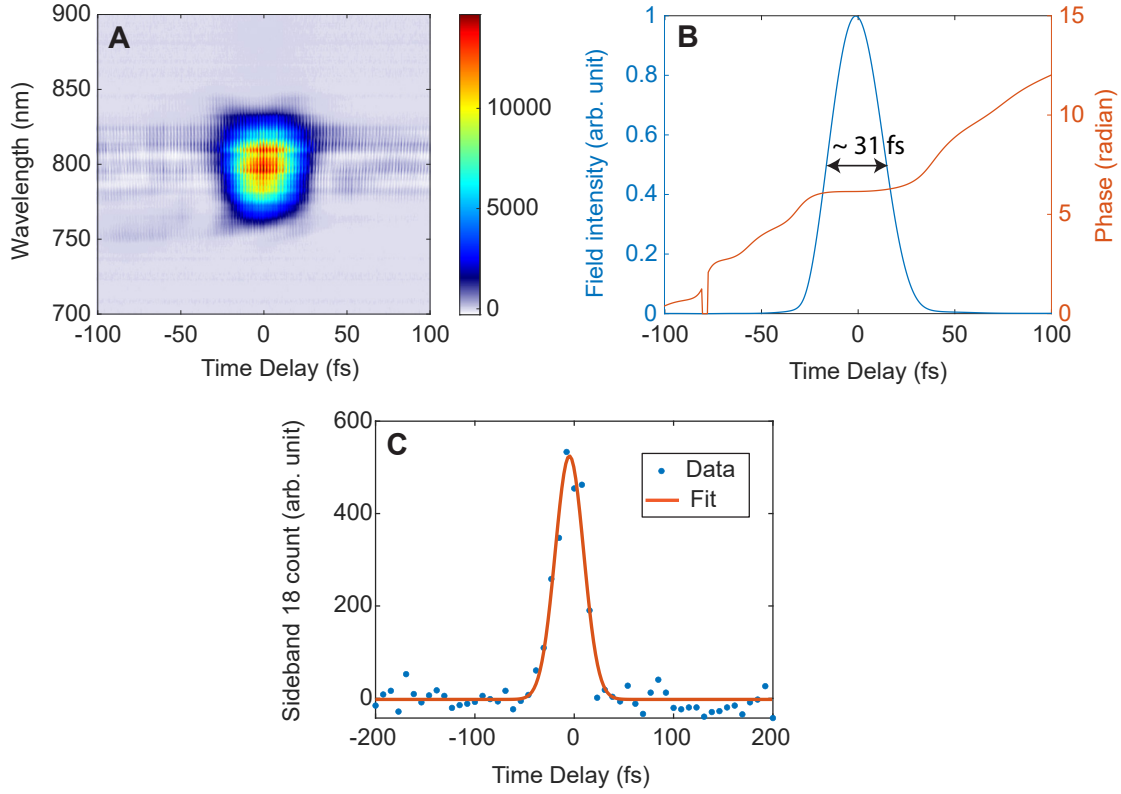 A
Wavelength (nm)
900
850
800
750
700
-100
-50
0
50
100
Time Delay (fs)
10000
5000
0
B
Field intensity (arb. unit)
1
0.8
0.6
0.4
0.2
0
~ 31 fs
15
10
5
0
Phase (radian)
-100
-50
0
50
100
Time Delay (fs)
C
Sideband 18 count (arb. unit)
600
400
200
0
Data
Fit
-200
-100
0
100
200
Time Delay (fs)